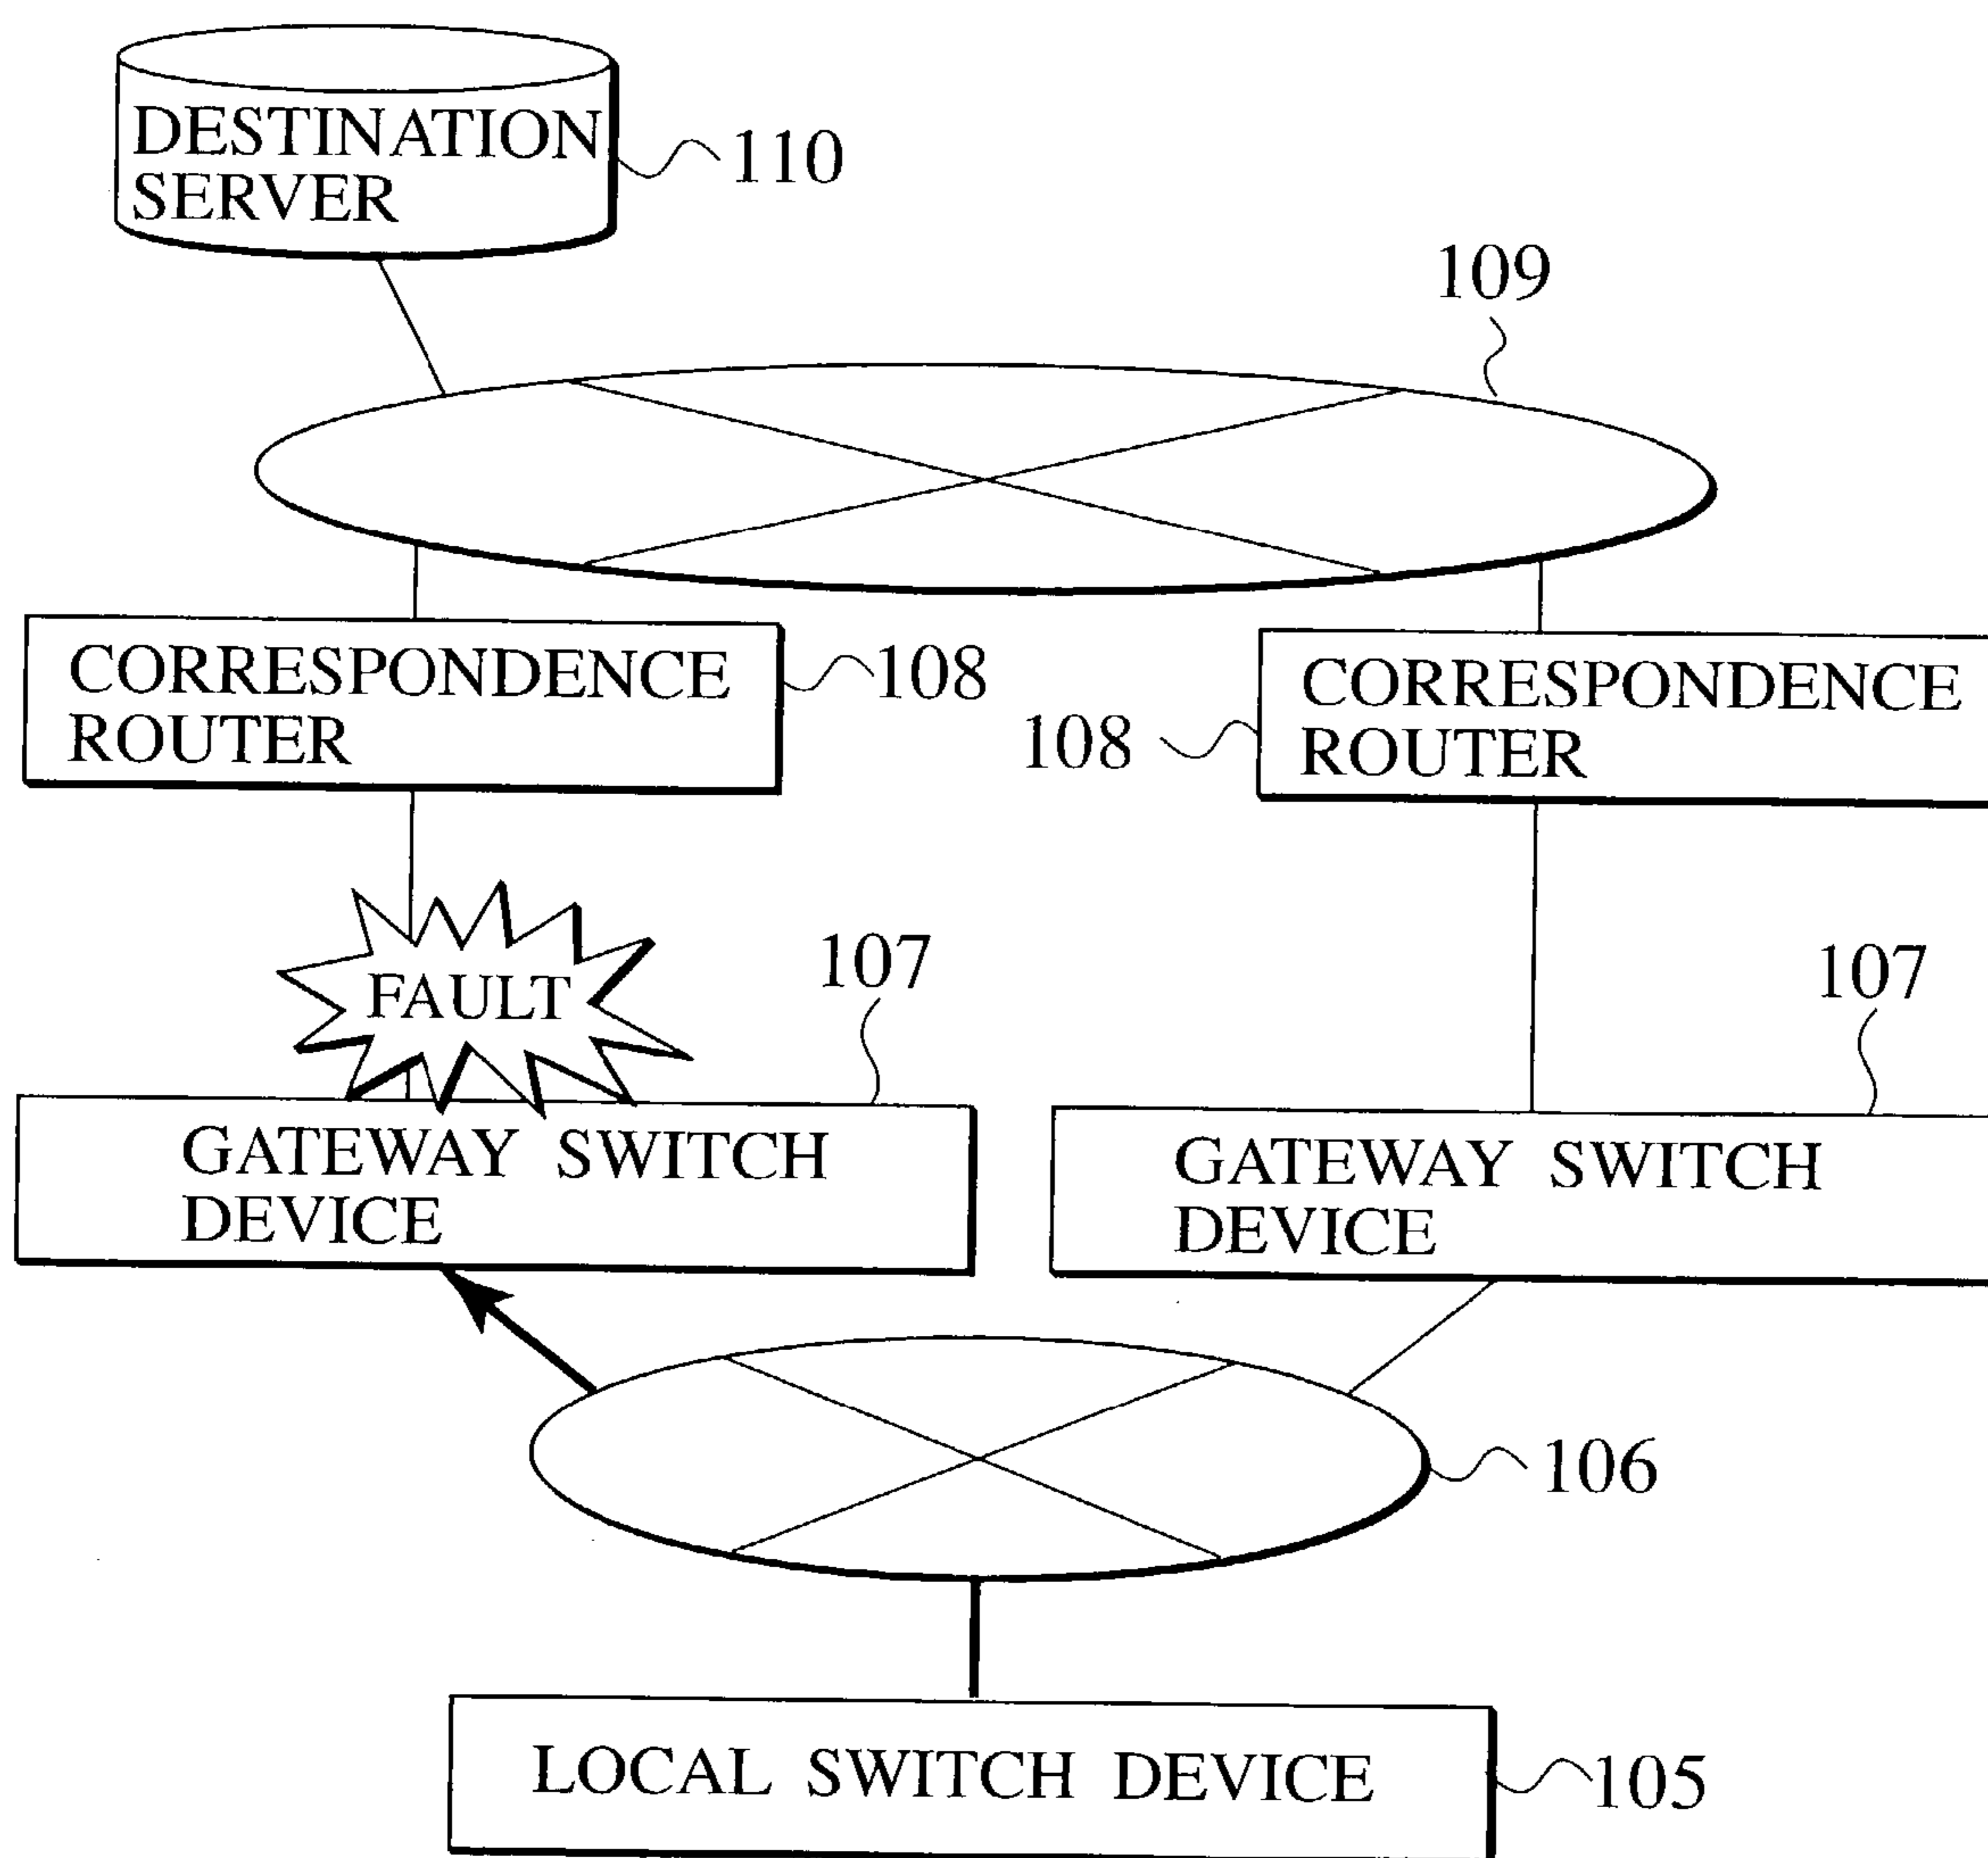 DESTINATION
SERVER
110
109
CORRESPONDENCE
ROUTER
108
108
CORRESPONDENCE
ROUTER
FAULT
107
107
GATEWAY SWITCH
DEVICE
GATEWAY SWITCH
DEVICE
106
LOCAL SWITCH DEVICE
105